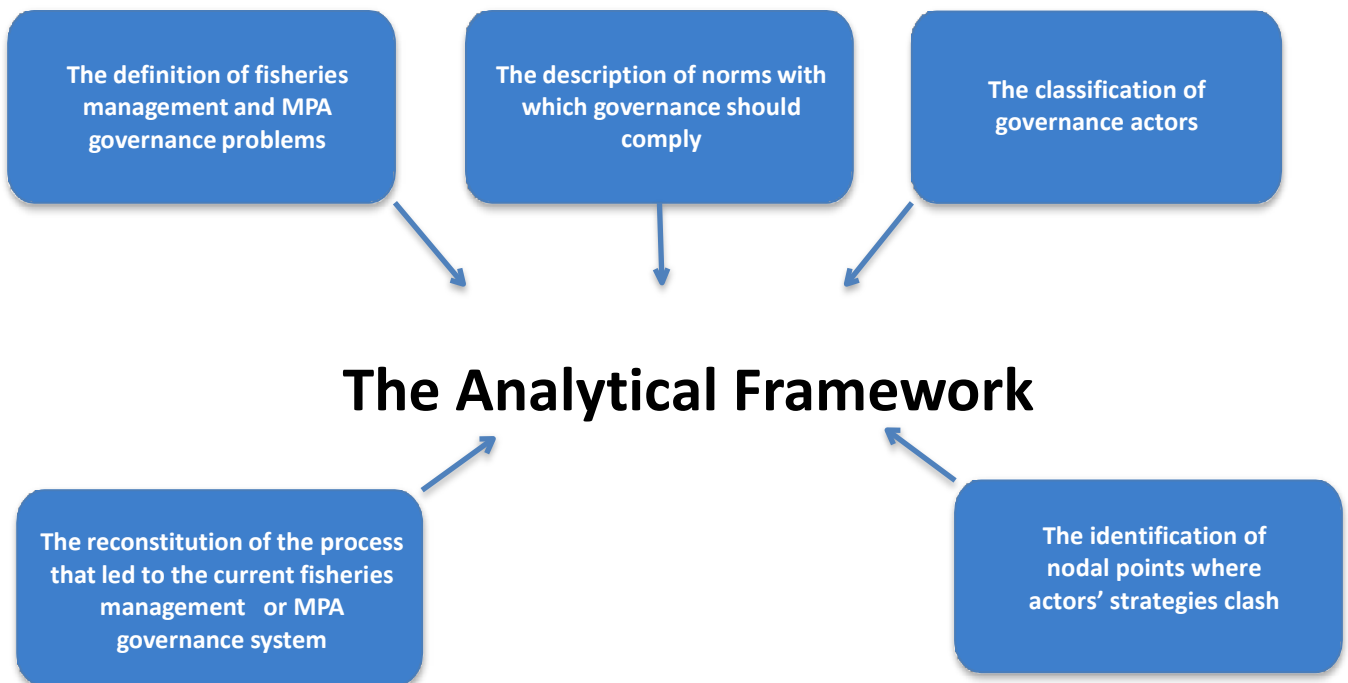 The definition of fisheries
management and MPA
governance problems
The description of norms with
which governance should
comply
The classification of
governance actors
The Analytical Framework
The reconstitution of the process
that led to the current fisheries
management   or MPA
governance system
The identification of
nodal points where
actors’ strategies clash